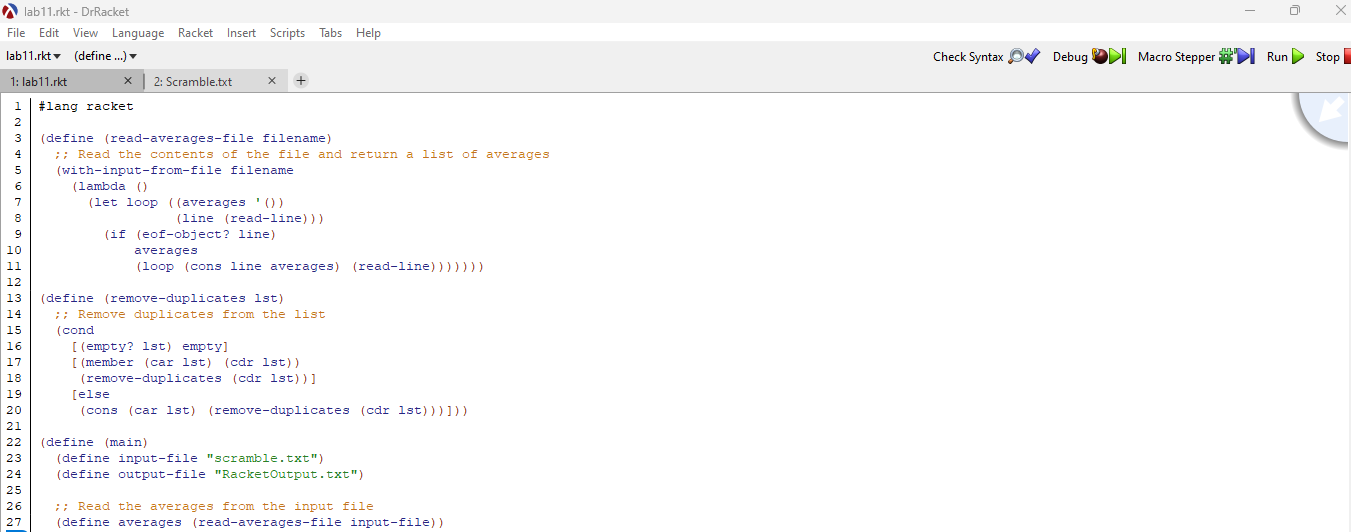 lab11.rkt - DrRacket
File Edit View Language Racket Insert Scripts Tabs Help
lab11.rkt (define ...) Check Syntax Debug Macro Stepper Run Stop
1: lab11.rkt 2: Scramble.txt
1 #lang racket
2
3 (define (read-averages-file filename)
4 ;; Read the contents of the file and return a list of averages
5 (with-input-from-file filename
6 (lambda ()
7 (let loop ((averages '())
8 (line (read-line)))
9 (if (eof-object? line)
10 averages
11 (loop (cons line averages) (read-line)))))))
12
13 (define (remove-duplicates lst)
14 ;; Remove duplicates from the list
15 (cond
16 [(empty? lst) empty]
17 [(member (car lst) (cdr lst))
18 (remove-duplicates (cdr lst))]
19 [else
20 (cons (car lst) (remove-duplicates (cdr lst)))]))
21
22 (define (main)
23 (define input-file "scramble.txt")
24 (define output-file "RacketOutput.txt")
25
26 ;; Read the averages from the input file
27 (define averages (read-averages-file input-file))